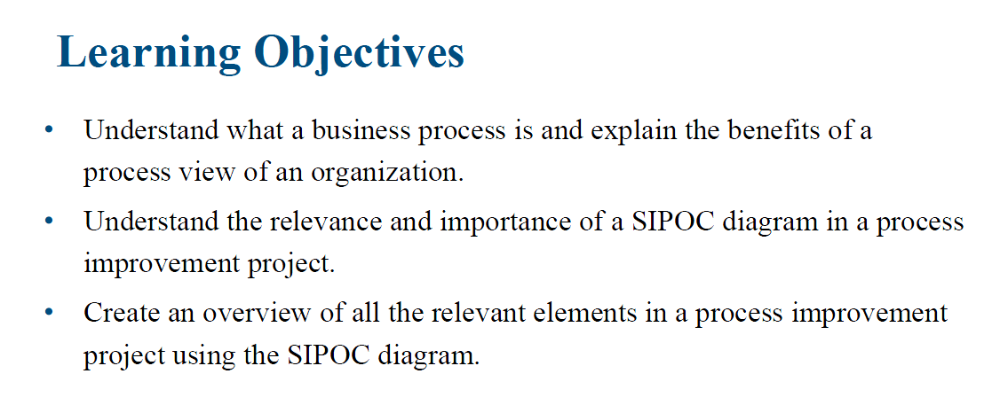 Learning Objectives
• Understand what a business process is and explain the benefits of a
process view of an organization.
• Understand the relevance and importance of a SIPOC diagram in a process
improvement project.
• Create an overview of all the relevant elements in a process improvement
project using the SIPOC diagram.